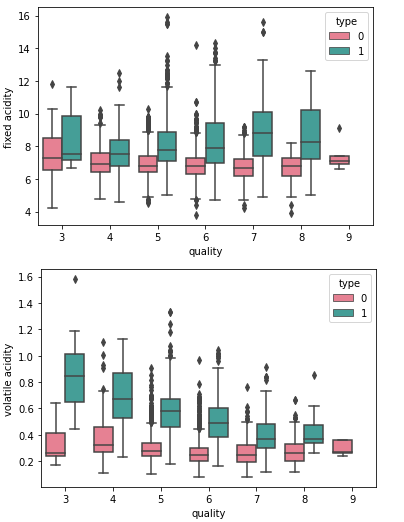 16
14
12
10
8
6
4
fixed acidity
type
0
1
3 4 5 6 7 8 9
quality
1.6
1.4
1.2
1.0
0.8
0.6
0.4
0.2
volatile acidity
type
0
1
3 4 5 6 7 8 9
quality